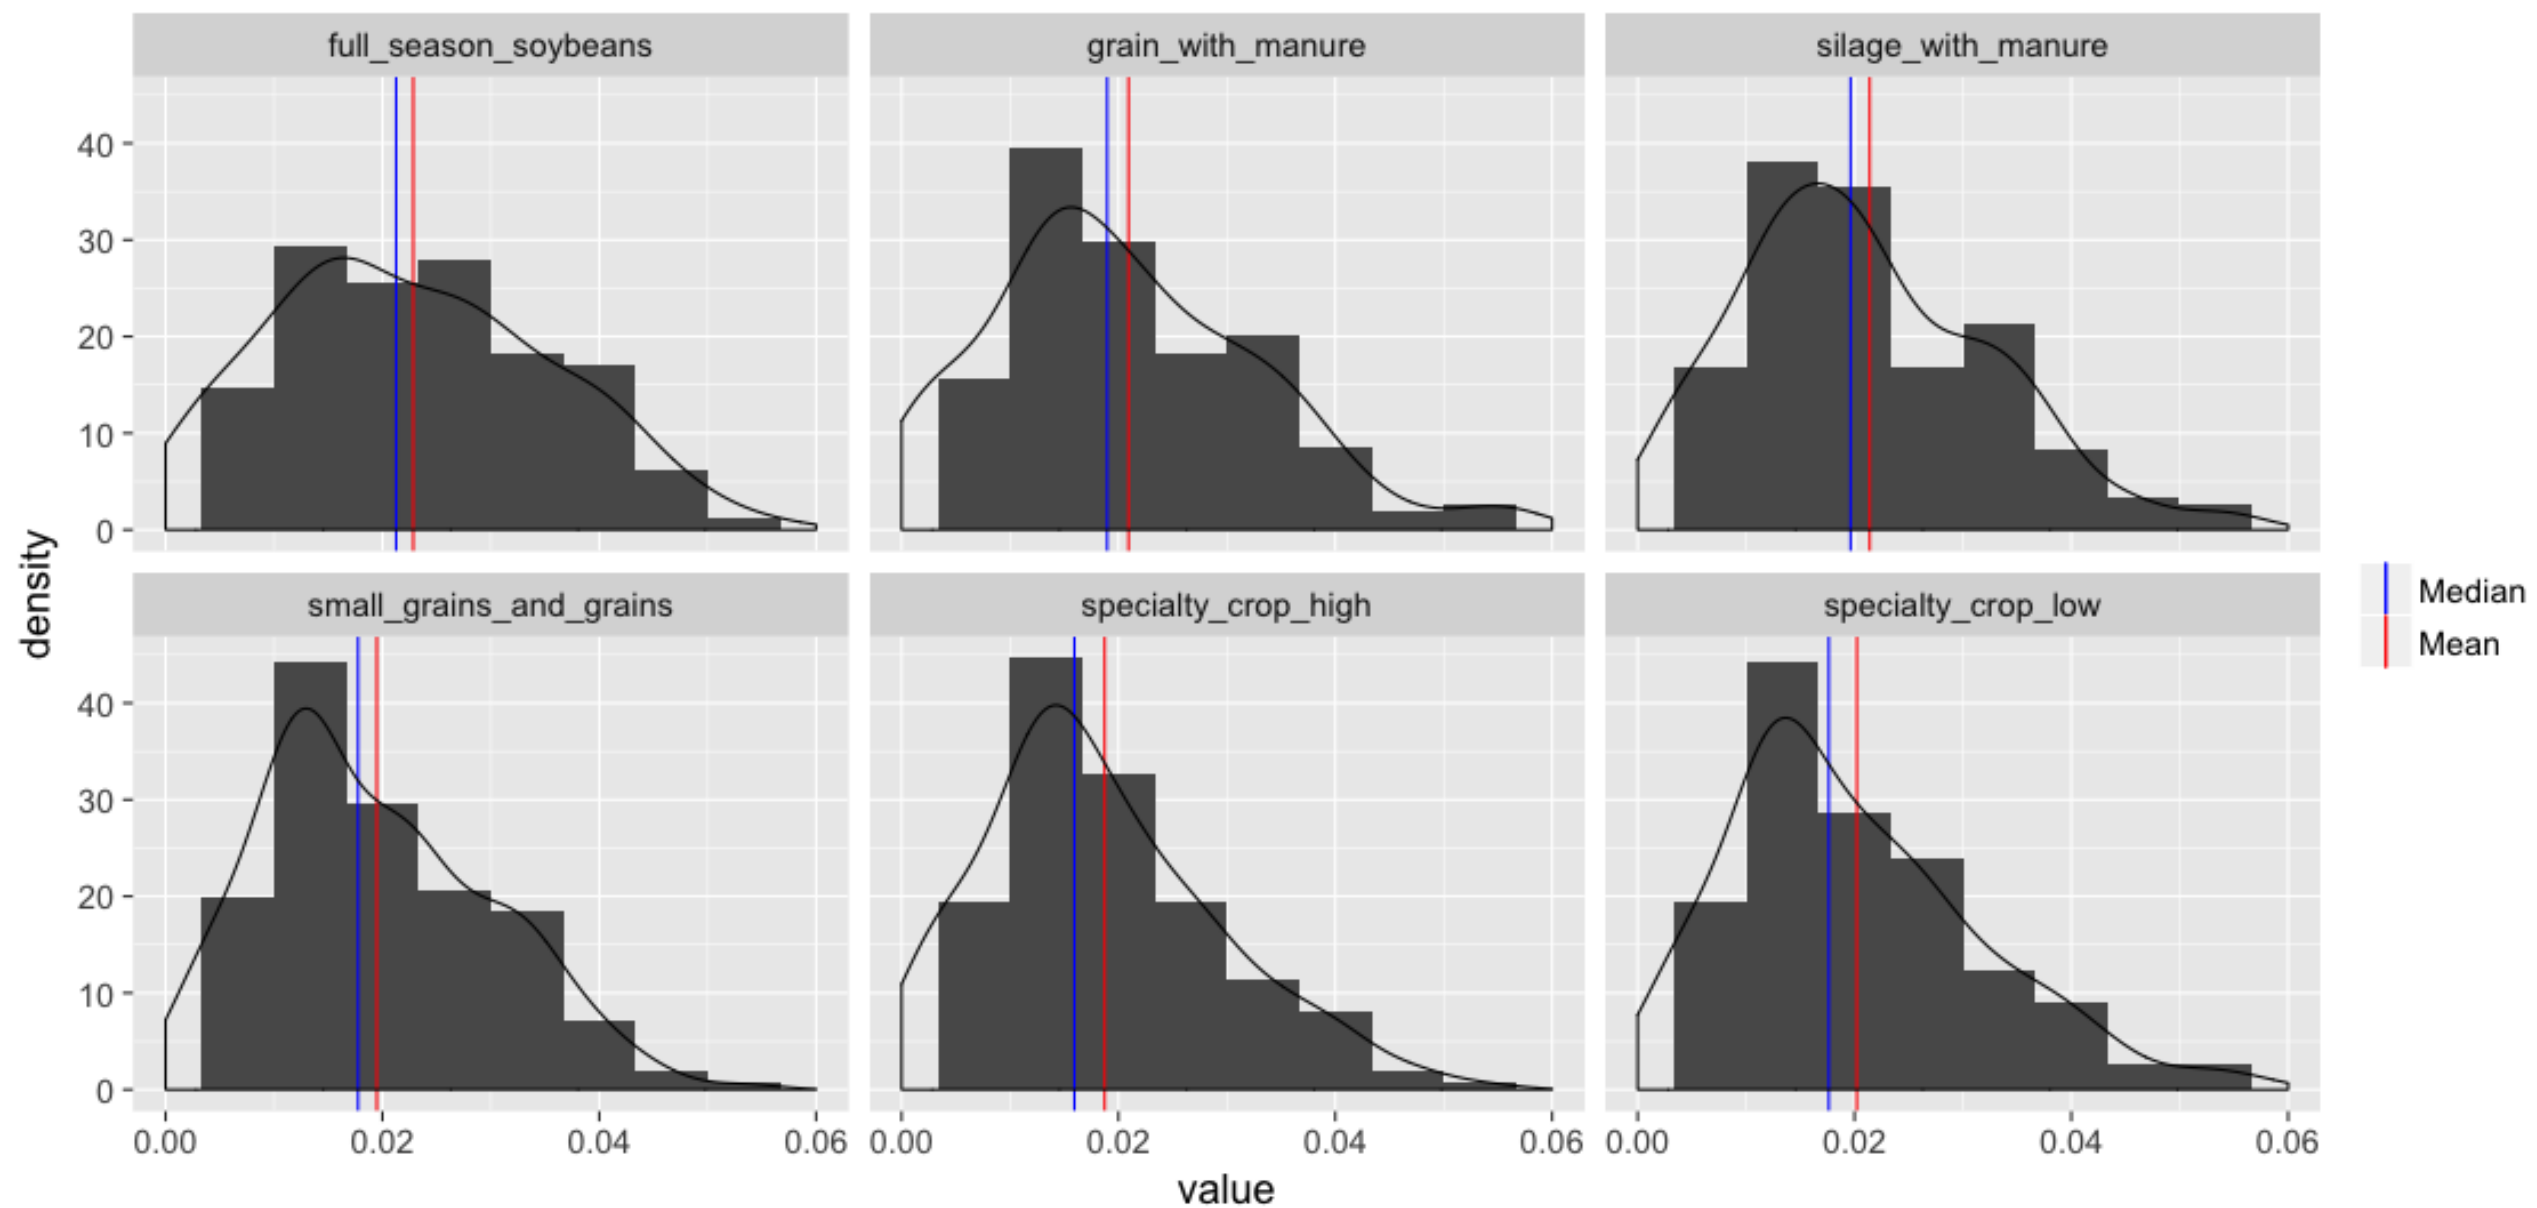 full_season_soybeans
grain_with_manure
silage_with_manure
40
30
20
10
0
small_grains_and_grains
specialty_crop_high
specialty_crop_low
40
30
20
10
0
0.00 0.02 0.04 0.06
0.00 0.02 0.04 0.06
0.00 0.02 0.04 0.06
density
value
Median
Mean